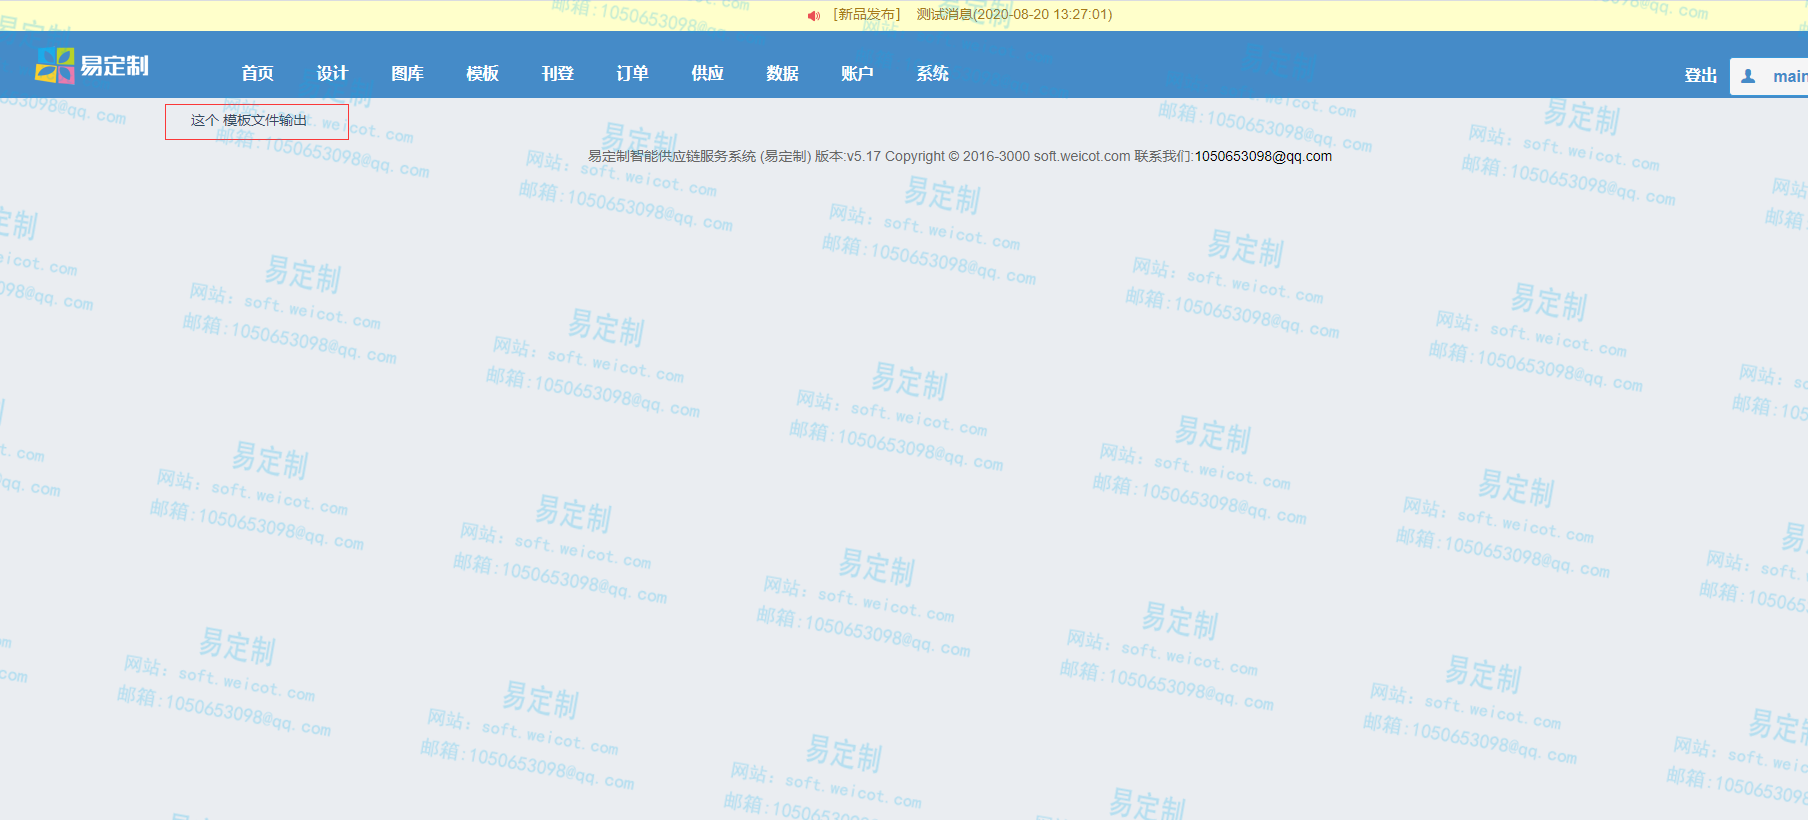 [新品发布] 测试消息(2020-08-20 13:27:01)
易定制 首页 设计 图库 模板 刊登 订单 供应 数据 账户 系统 登出 main
这个 模板文件输出
易定制智能供应链服务系统 (易定制) 版本:v5.17 Copyright © 2016-3000 soft.weicot.com 联系我们:1050653098@qq.com
易定制
网站: soft.weicot.com
邮箱:1050653098@qq.com